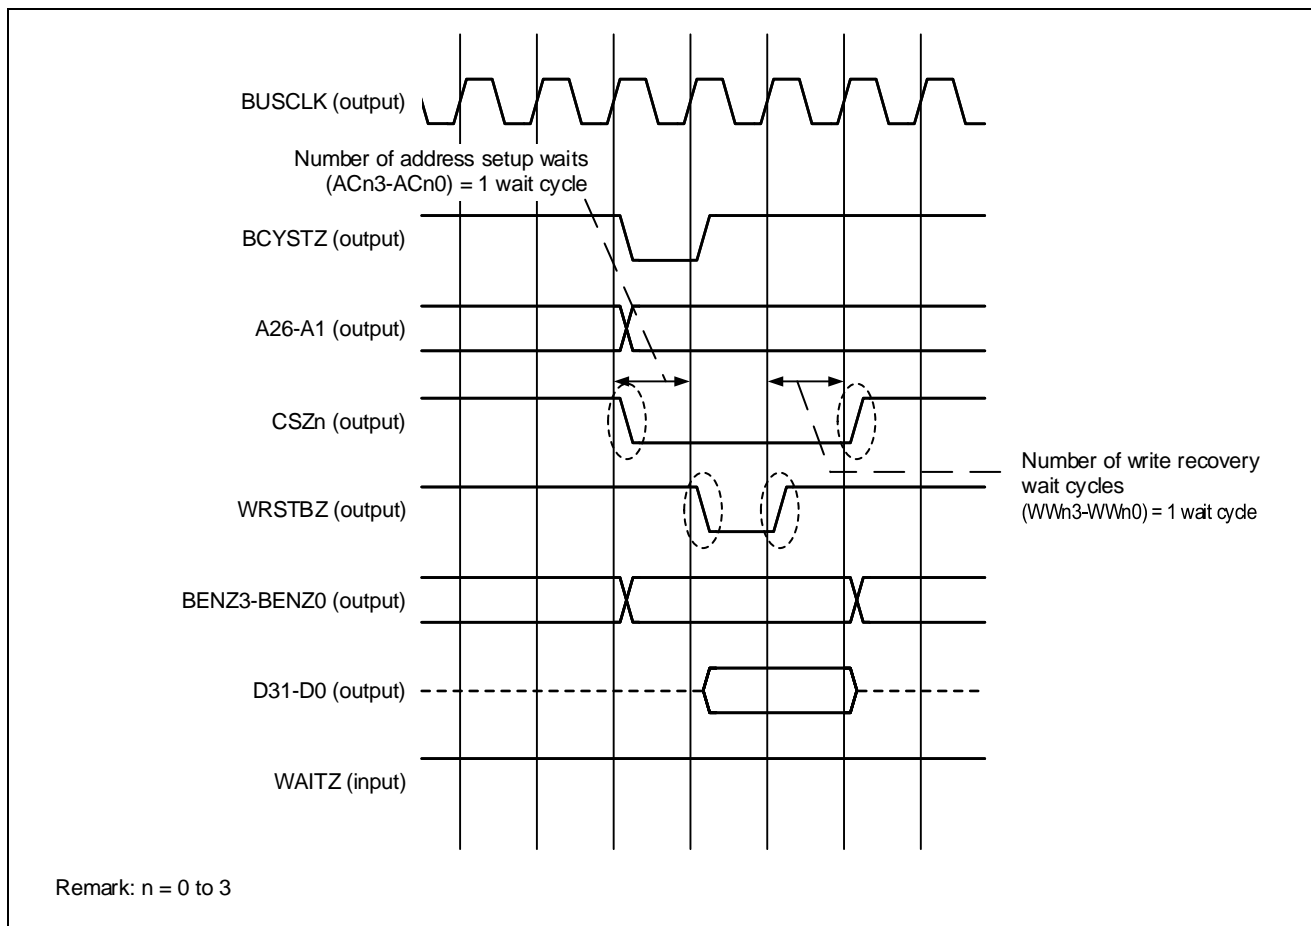 BUSCLK (output)
Number of address setup waits
(ACn3-ACn0) = 1 wait cycle
BCYSTZ (output)
A26-A1 (output)
CSZn (output)
Number of write recovery
wait cycles
(WWn3-WWn0) = 1 wait cycle
WRSTBZ (output)
BENZ3-BENZ0 (output)
D31-D0 (output)
WAITZ (input)
Remark: n = 0 to 3